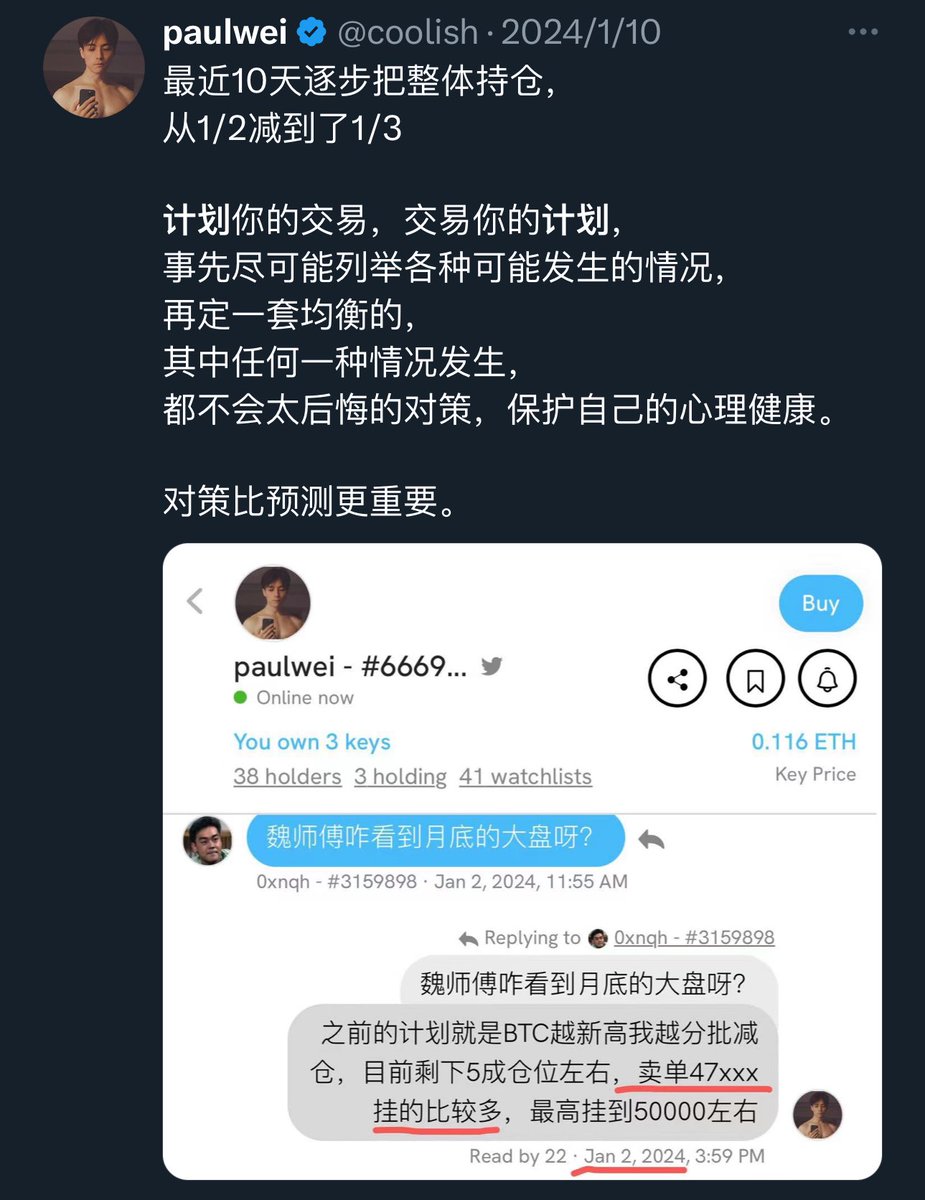 paulwei @coolish · 2024/1/10
最近10天逐步把整体持仓，
从1/2减到了1/3
计划你的交易，交易你的计划，
事先尽可能列举各种可能发生的情况，
再定一套均衡的，
其中任何一种情况发生，
都不会太后悔的对策，保护自己的心理健康。
对策比预测更重要。
Buy
paulwei - #6669...
Online now
You own 3 keys
0.116 ETH
38 holders 3 holding 41 watchlists
Key Price
魏师傅咋看到月底的大盘呀？
0xnqh - #3159898 · Jan 2, 2024, 11:55 AM
Replying to 0xnqh - #3159898
魏师傅咋看到月底的大盘呀？
之前的计划就是BTC越新高我越分批减
仓，目前剩下5成仓位左右，卖单47xxx
挂的比较多，最高挂到50000左右
Read by 22 · Jan 2, 2024, 3:59 PM